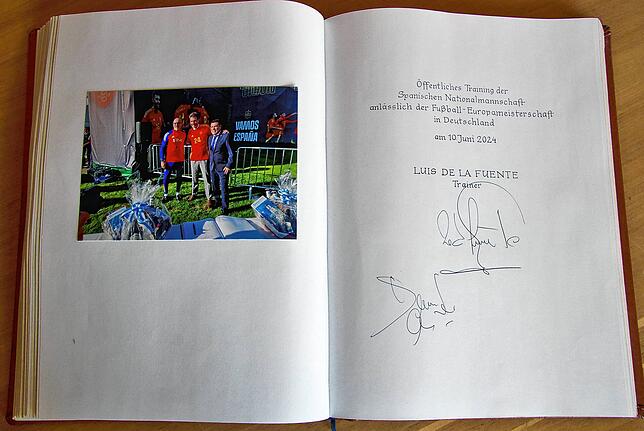 VAMOS
ESPAÑA
24
Öffentliches Training der
Spanischen Nationalmannschaft
anlässlich der Fußball-Europameisterschaft
in Deutschland
am 10 Juni 2024
LUIS DE LA FUENTE
Trainer